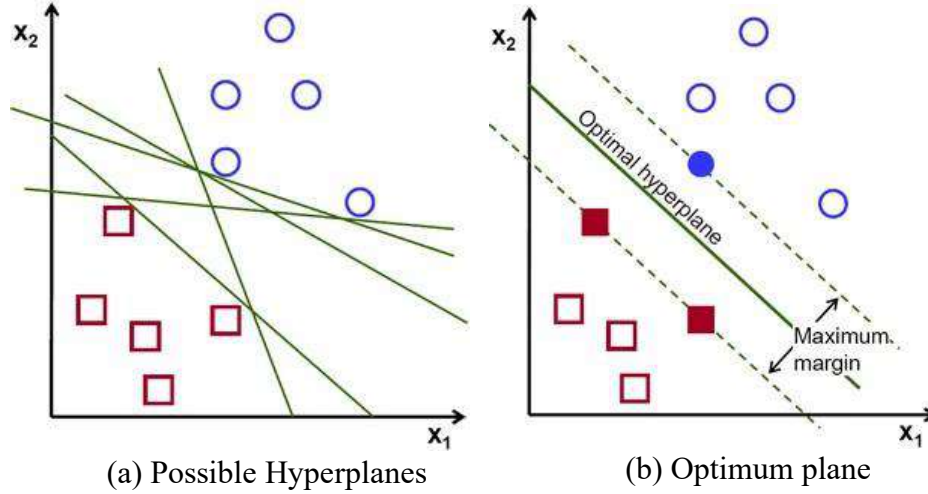 x₂
x₁
(a) Possible Hyperplanes
x₂
Optimal hyperplane
Maximum
margin
x₁
(b) Optimum plane